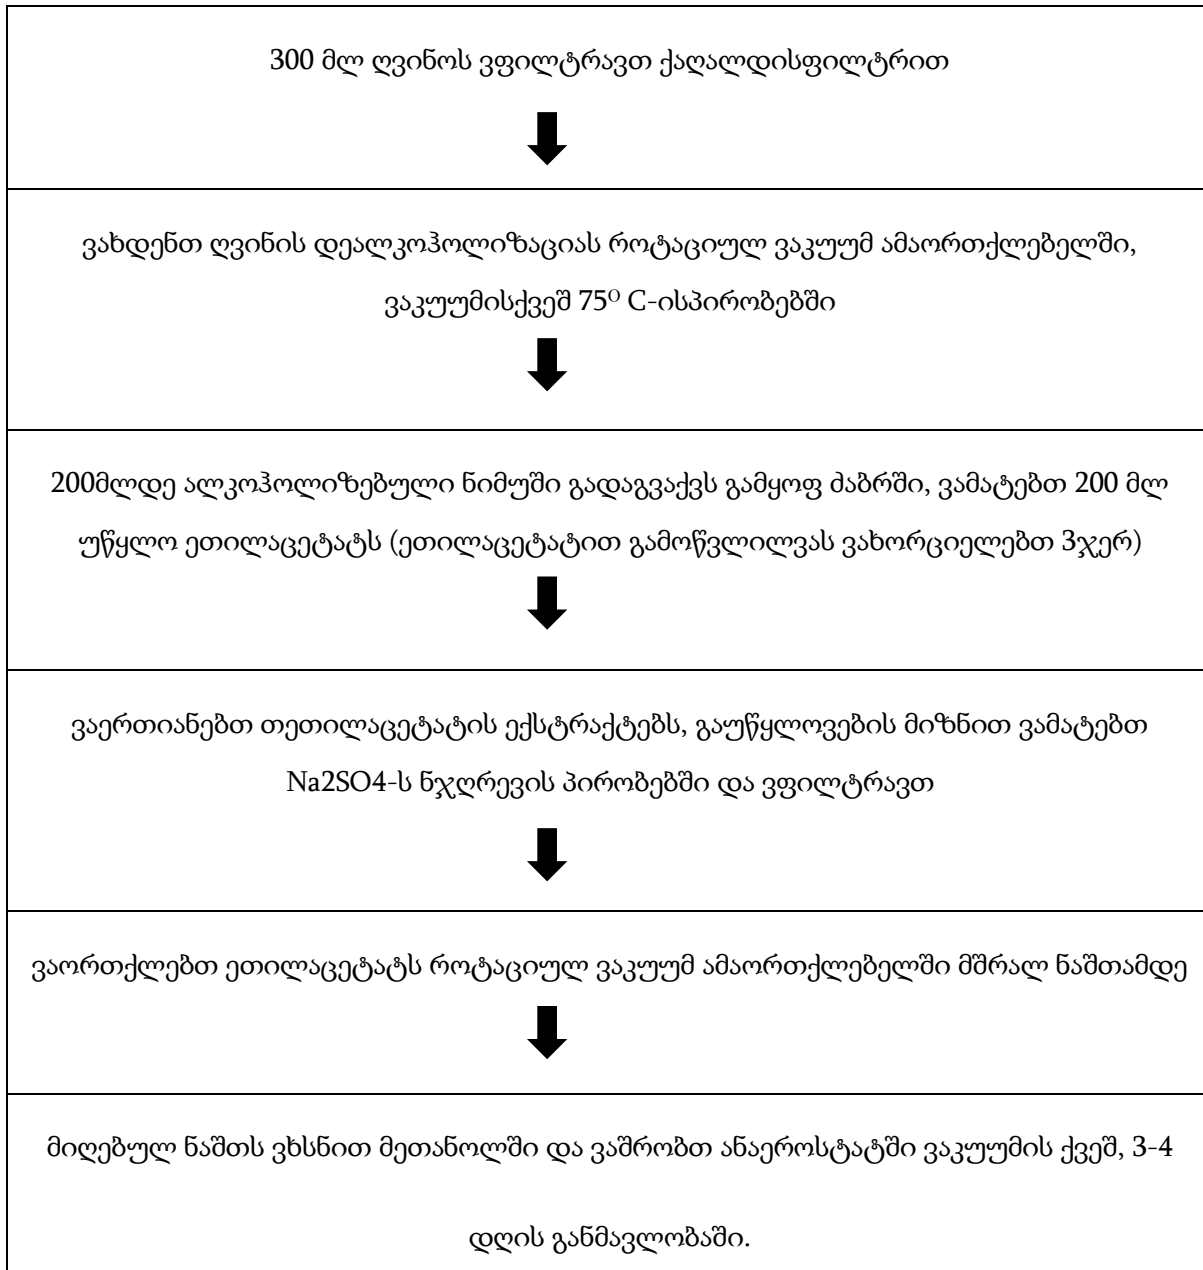 300 მლ ღვინოს ვფილტრავთ ქაღალდისფილტრით
ვახდენთ ღვინის დეალკოჰოლიზაციას როტაციულ ვაკუუმ ამაორთქლებელში,
ვაკუუმისქვეშ 75⁰ C-ისპირობებში
200მლდე ალკოჰოლიზებული ნიმუში გადაგვაქვს გამყოფ ძაბრში, ვამატებთ 200 მლ
უწყლო ეთილაცეტატს (ეთილაცეტატით გამოწვლილვას ვახორციელებთ 3ჯერ)
ვაერთიანებთ თეთილაცეტატის ექსტრაქტებს, გაუწყლოვების მიზნით ვამატებთ
Na2SO4-ს ნჯღრევის პირობებში და ვფილტრავთ
ვაორთქლებთ ეთილაცეტატს როტაციულ ვაკუუმ ამაორთქლებელში მშრალ ნაშთამდე
მიღებულ ნაშთს ვხსნით მეთანოლში და ვაშრობთ ანაეროსტატში ვაკუუმის ქვეშ, 3-4
დღის განმავლობაში.